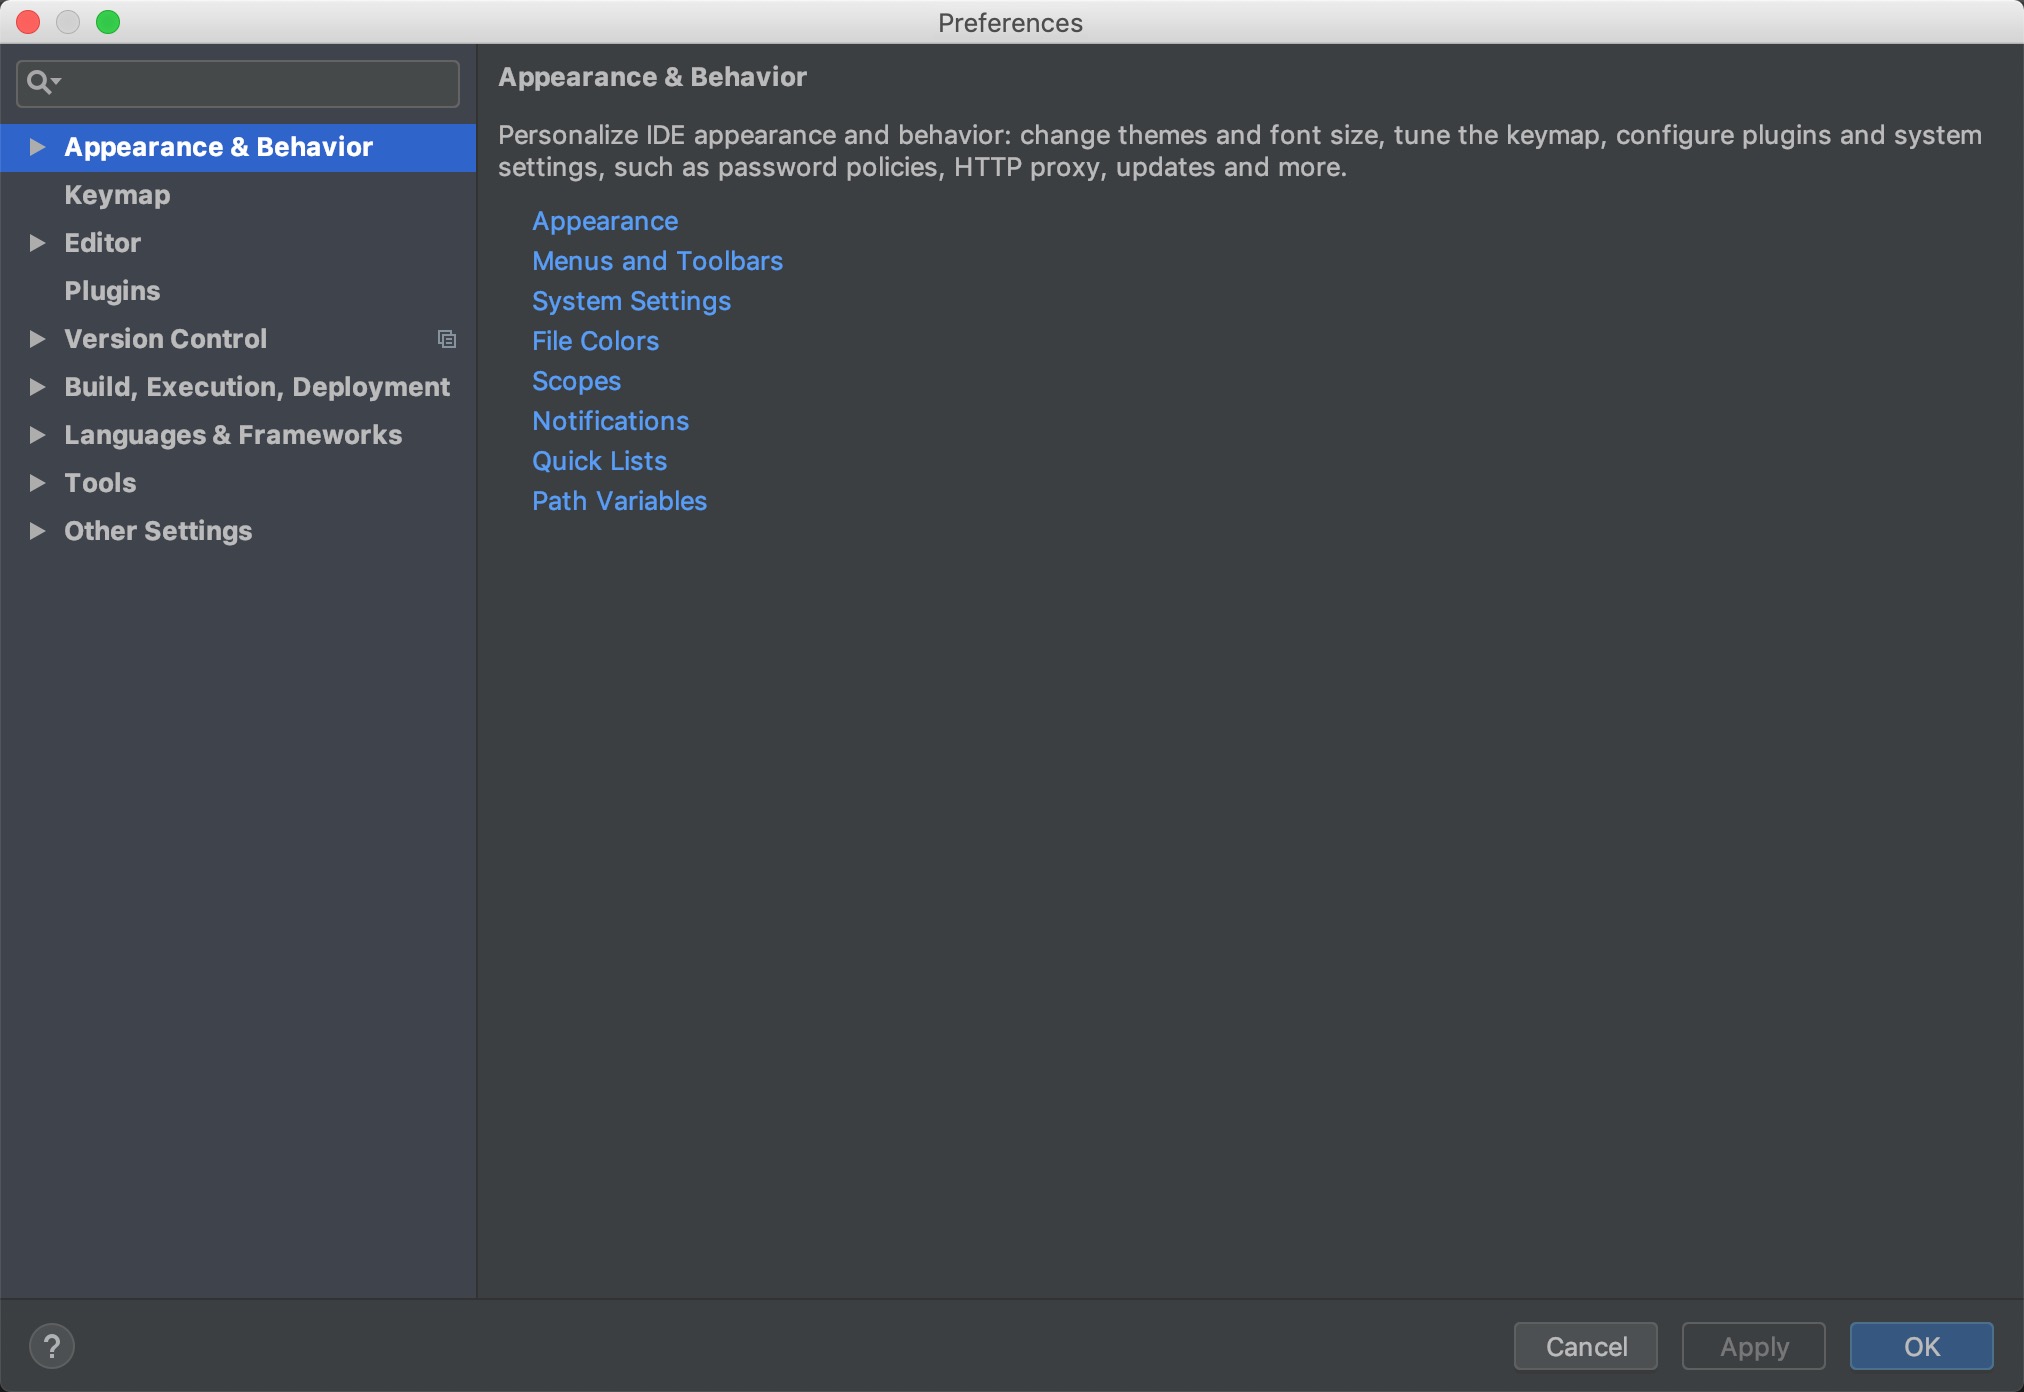 Preferences
Appearance & Behavior
Keymap
Editor
Plugins
Version Control
Build, Execution, Deployment
Languages & Frameworks
Tools
Other Settings
Appearance & Behavior
Personalize IDE appearance and behavior: change themes and font size, tune the keymap, configure plugins and system
settings, such as password policies, HTTP proxy, updates and more.
Appearance
Menus and Toolbars
System Settings
File Colors
Scopes
Notifications
Quick Lists
Path Variables
?
Cancel
Apply
OK